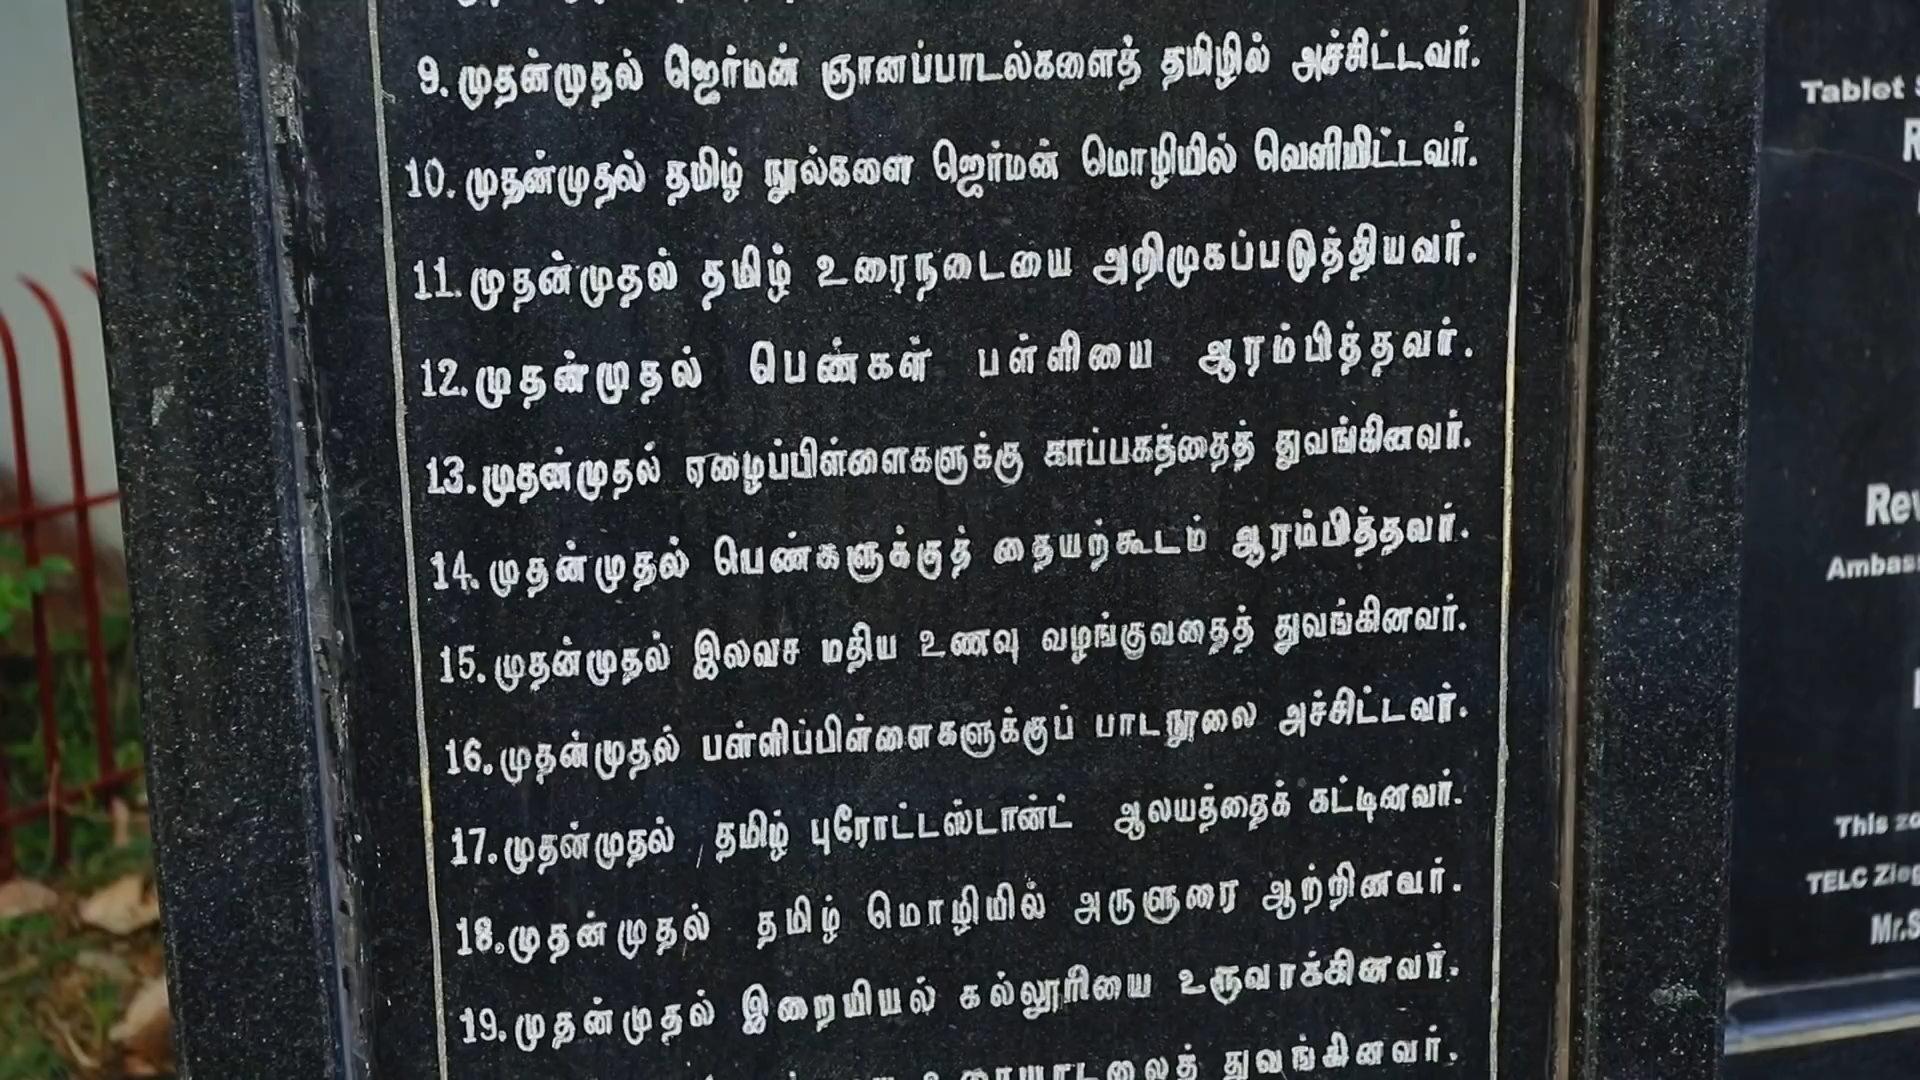 9. முதன்முதல் ஜெர்மன் ஞானப்பாடல்களைத் தமிழில் அச்சிட்டவர்.
10. முதன்முதல் தமிழ் நூல்களை ஜெர்மன் மொழியில் வெளியிட்டவர்.
11. முதன்முதல் தமிழ் உரைநடையை அறிமுகப்படுத்தியவர்.
12. முதன்முதல் பெண்கள் பள்ளியை ஆரம்பித்தவர்.
13. முதன்முதல் ஏழைப்பிள்ளைகளுக்கு காப்பகத்தைத் துவங்கினவர்.
14. முதன்முதல் பெண்களுக்குத் தையற்கூடம் ஆரம்பித்தவர்.
15. முதன்முதல் இலவச மதிய உணவு வழங்குவதைத் துவங்கினவர்.
16. முதன்முதல் பள்ளிப்பிள்ளைகளுக்குப் பாடநூலை அச்சிட்டவர்.
17. முதன்முதல் தமிழ் புரோட்டஸ்டான்ட் ஆலயத்தைக் கட்டினவர்.
18. முதன்முதல் தமிழ் மொழியில் அருளுரை ஆற்றினவர்.
19. முதன்முதல் இறையியல் கல்லூரியை உருவாக்கினவர்.
துவங்கினவர்.
Tablet
Rev
This
TELC
Mr.S